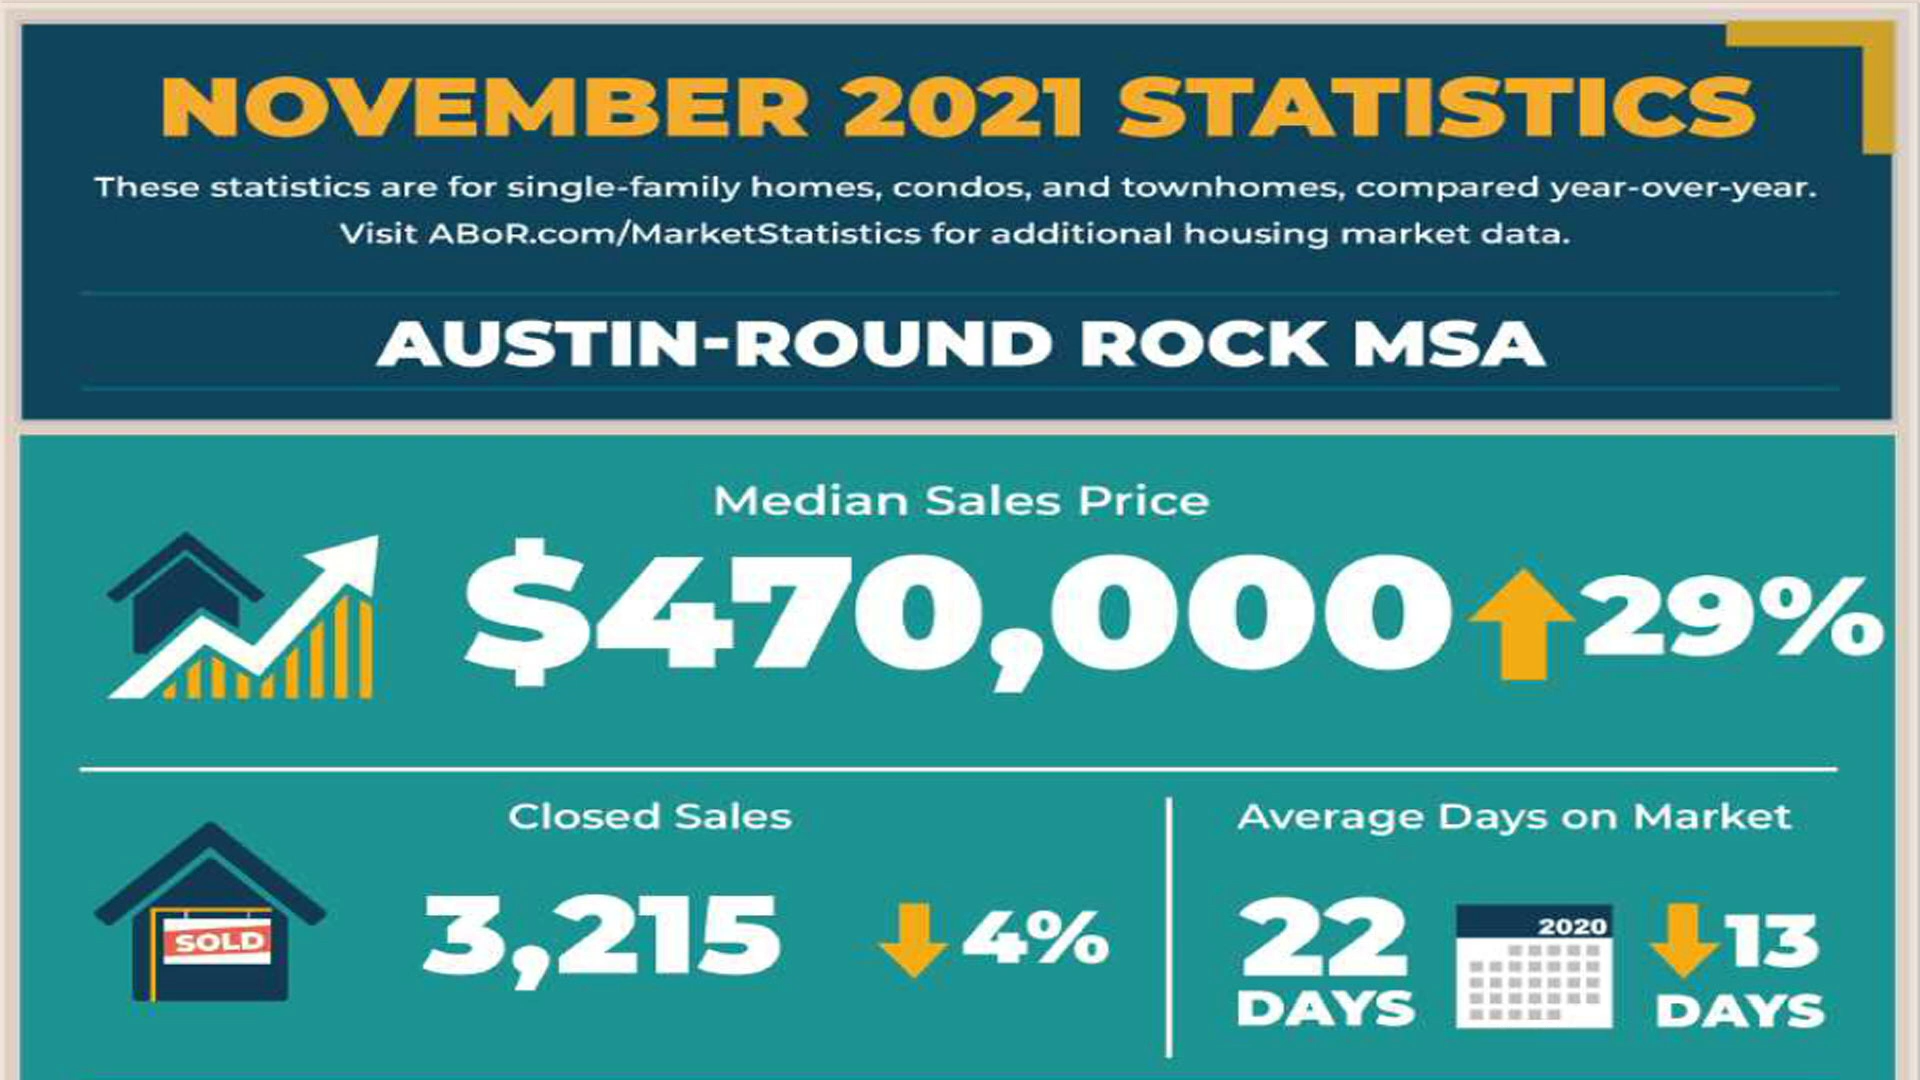 NOVEMBER 2021 STATISTICS
These statistics are for single-family homes, condos, and townhomes, compared year-over-year.
Visit ABoR.com/MarketStatistics for additional housing market data.
AUSTIN-ROUND ROCK MSA
Median Sales Price
$470,000 29%
Closed Sales
SOLD
3,215 4%
Average Days on Market
22 DAYS
2020
13 DAYS